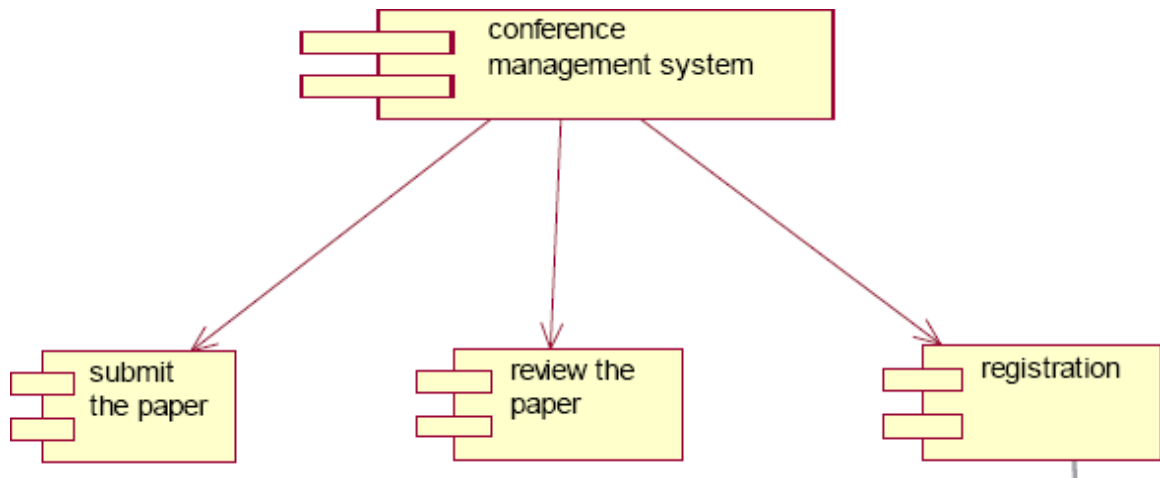 conference
management system
submit
the paper
review the
paper
registration